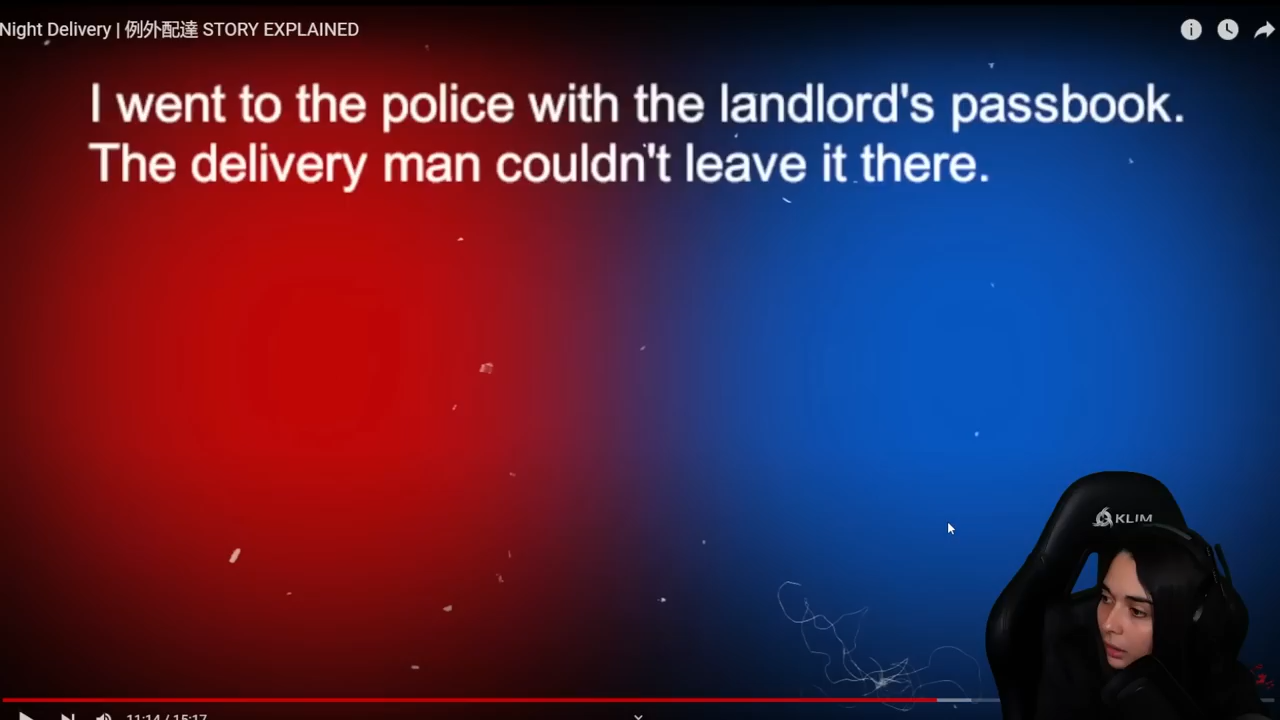 Night Delivery | 例外配達 STORY EXPLAINED
I went to the police with the landlord's passbook.
The delivery man couldn't leave it there.
KLIM
11:14 / 15:17